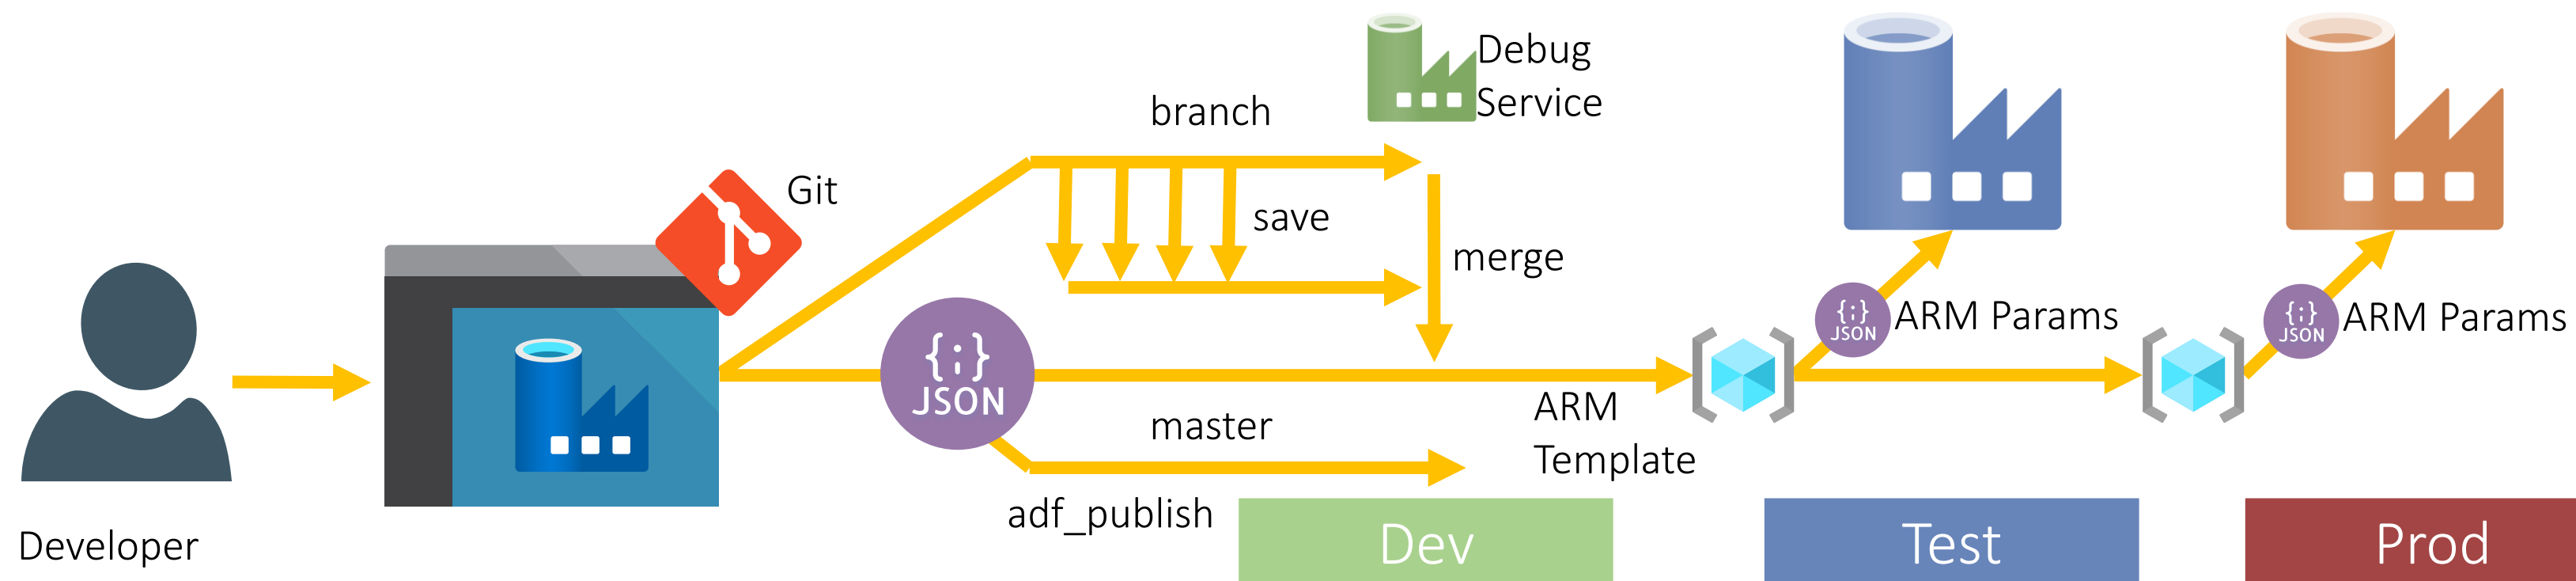 Developer
Git
branch
save
Debug
Service
merge
{;}
JSON
master
adf_publish
ARM
Template
{;}
JSON
ARM Params
{;}
JSON
ARM Params
Dev
Test
Prod